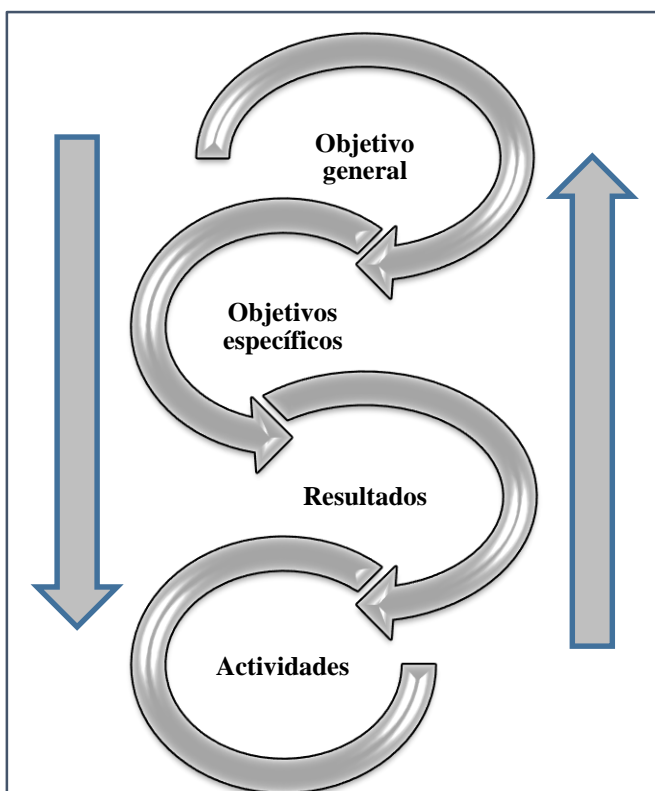 Objetivo
general
Objetivos
específicos
Resultados
Actividades